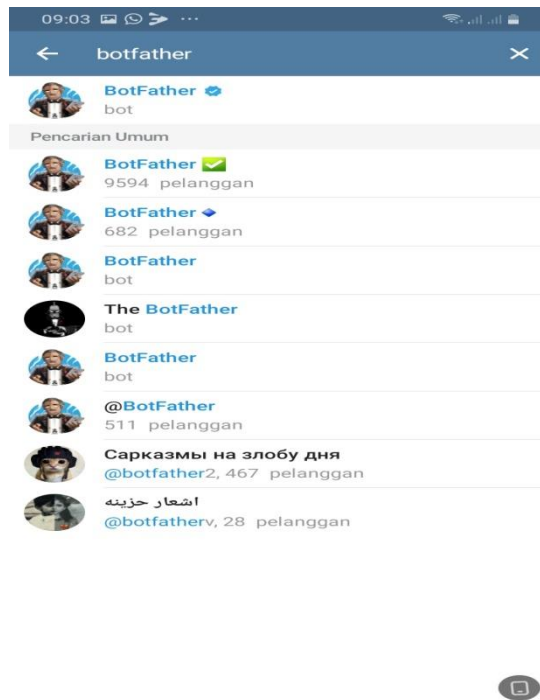 09:03
botfather
BotFather
bot
Pencarian Umum
BotFather ✅
9594 pelanggan
BotFather 🔹
682 pelanggan
BotFather
bot
The BotFather
bot
BotFather
bot
@BotFather
511 pelanggan
Сарказмы на злобу дня
@botfather2, 467 pelanggan
اشعار حزينه
@botfatherv, 28 pelanggan